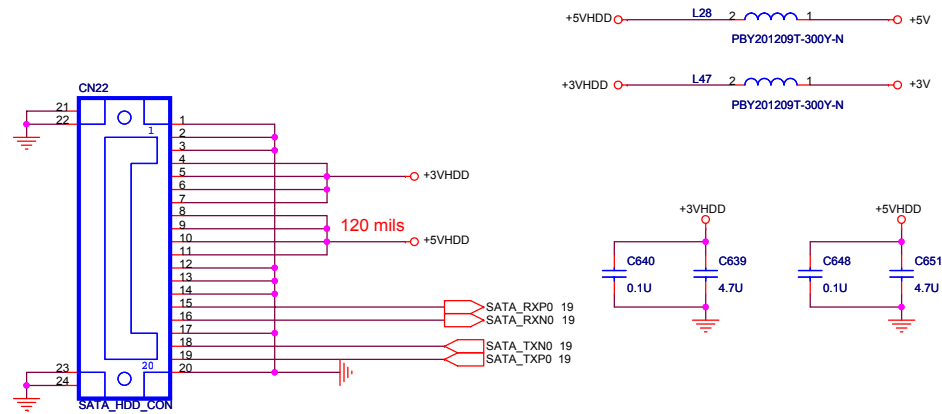 +5VHDD L28 2 1 +5V
PBY201209T-300Y-N
+3VHDD L47 2 1 +3V
PBY201209T-300Y-N
CN22
21
22
1
1
2
3
4
5 +3VHDD
6
7
8
9 120 mils
10 +5VHDD
11
12
13
14
15 SATA_RXP0 19
16 SATA_RXN0 19
17
18 SATA_TXN0 19
19 SATA_TXP0 19
20
20
23
24
SATA_HDD_CON
+3VHDD
C640
0.1U
C639
4.7U
+5VHDD
C648
0.1U
C651
4.7U